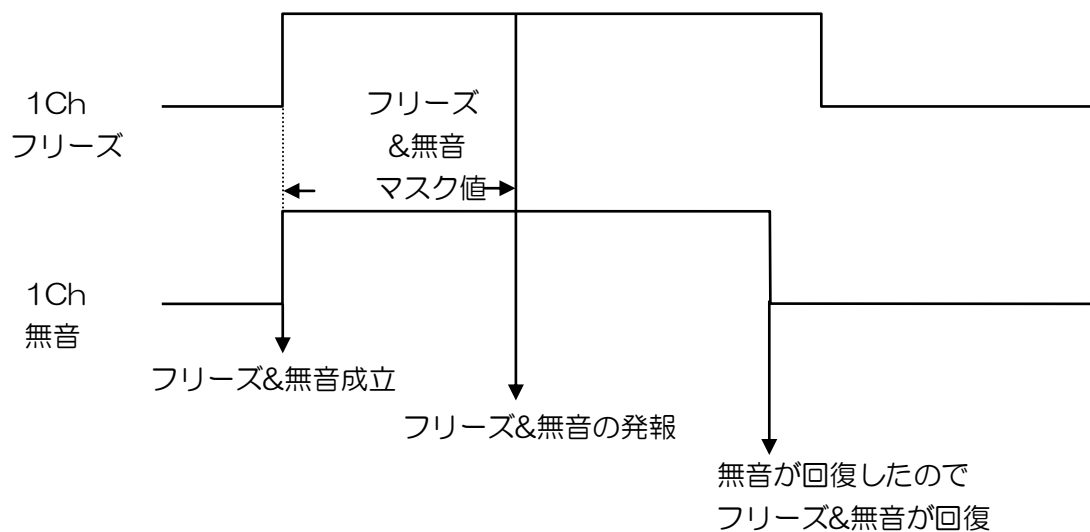 1Ch
フリーズ
フリーズ
&無音
マスク値
1Ch
無音
フリーズ&無音成立
フリーズ&無音の発報
無音が回復したので
フリーズ&無音が回復